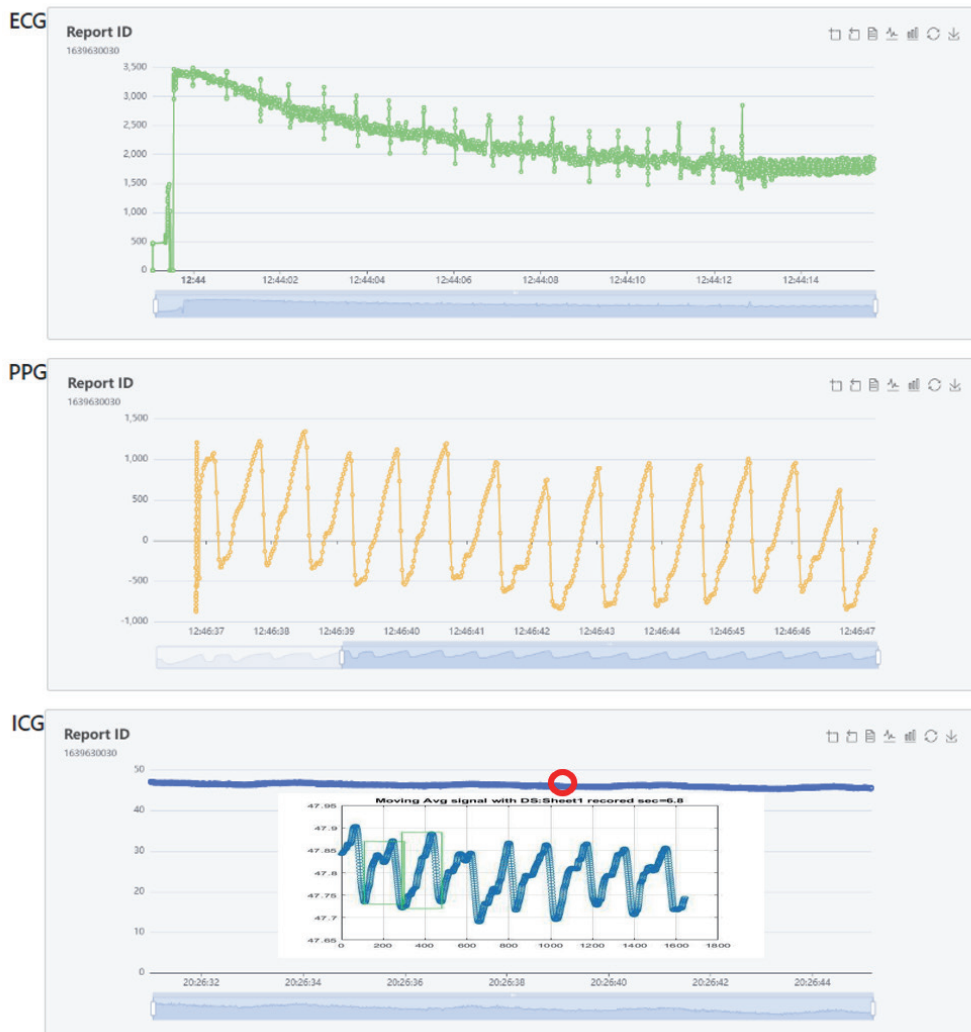 ECG
Report ID
1639630030
3,500
3,000
2,500
2,000
1,500
1,000
500
0
12:44 12:44:02 12:44:04 12:44:06 12:44:08 12:44:10 12:44:12 12:44:14
PPG
Report ID
1639630030
1,500
1,000
500
0
-500
-1,000
12:46:37 12:46:38 12:46:39 12:46:40 12:46:41 12:46:42 12:46:43 12:46:44 12:46:45 12:46:46 12:46:47
ICG
Report ID
1639630030
50
40
30
20
10
0
Moving Avg signal with DS:Sheet1 recored sec=6.8
47.95
47.9
47.85
47.8
47.75
47.7
47.65
0 200 400 600 800 1000 1200 1400 1600 1800
20:26:32 20:26:34 20:26:36 20:26:38 20:26:40 20:26:42 20:26:44